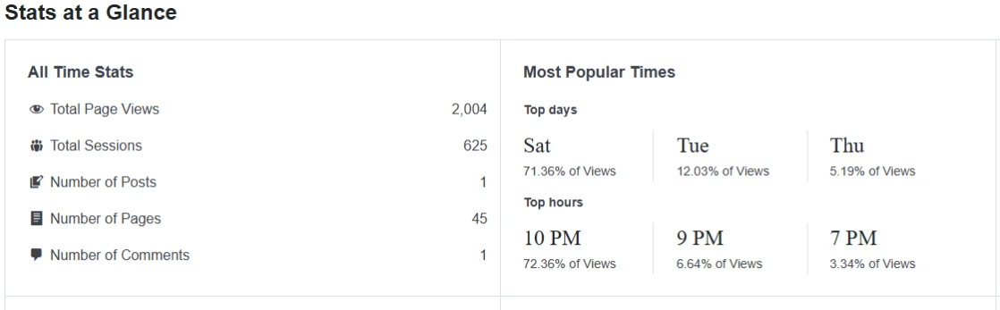 Stats at a Glance
All Time Stats
Total Page Views 2,004
Total Sessions 625
Number of Posts 1
Number of Pages 45
Number of Comments 1
Most Popular Times
Top days
Sat Tue Thu
71.36% of Views 12.03% of Views 5.19% of Views
Top hours
10 PM 9 PM 7 PM
72.36% of Views 6.64% of Views 3.34% of Views